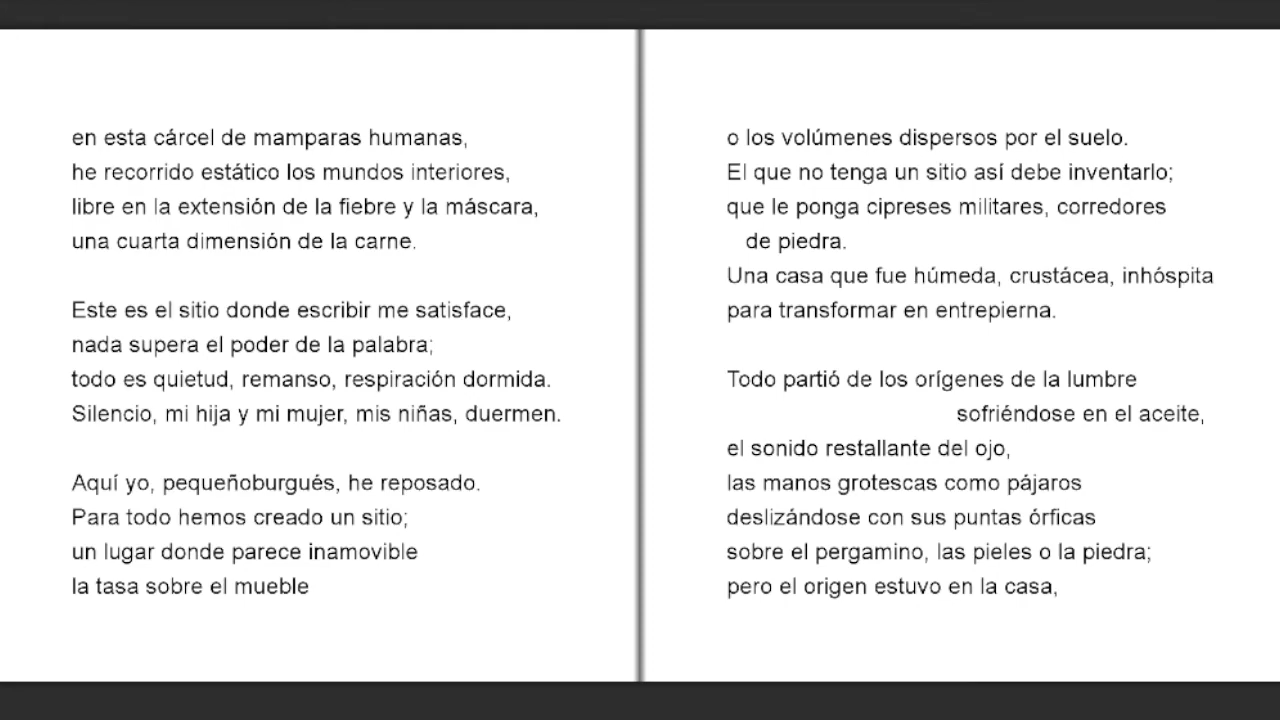 en esta cárcel de mamparas humanas,
he recorrido estático los mundos interiores,
libre en la extensión de la fiebre y la máscara,
una cuarta dimensión de la carne.
Este es el sitio donde escribir me satisface,
nada supera el poder de la palabra;
todo es quietud, remanso, respiración dormida.
Silencio, mi hija y mi mujer, mis niñas, duermen.
Aquí yo, pequeñoburgués, he reposado.
Para todo hemos creado un sitio;
un lugar donde parece inamovible
la tasa sobre el mueble
o los volúmenes dispersos por el suelo.
El que no tenga un sitio así debe inventarlo;
que le ponga cipreses militares, corredores
de piedra.
Una casa que fue húmeda, crustácea, inhóspita
para transformar en entrepierna.
Todo partió de los orígenes de la lumbre
sofriéndose en el aceite,
el sonido restallante del ojo,
las manos grotescas como pájaros
deslizándose con sus puntas órficas
sobre el pergamino, las pieles o la piedra;
pero el origen estuvo en la casa,